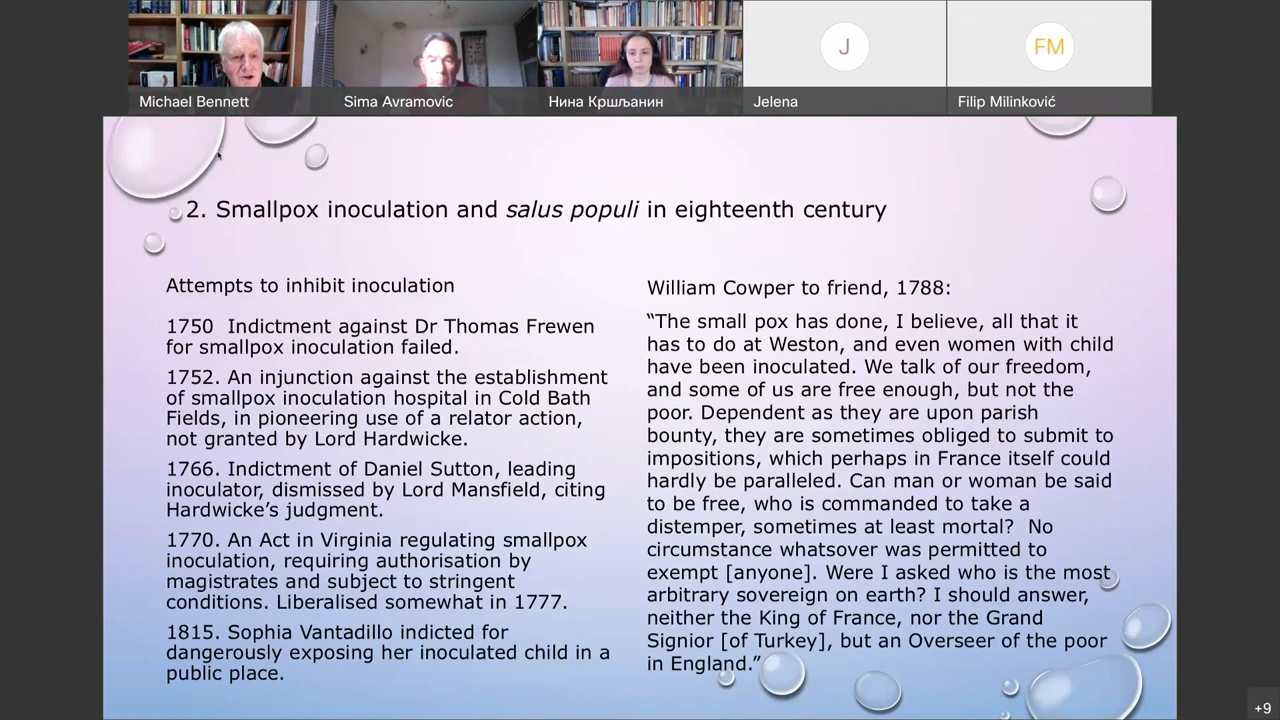 Michael Bennett
Sima Avramovic
Нина Кршљанин
J
Jelena
FM
Filip Milinković
2. Smallpox inoculation and salus populi in eighteenth century
Attempts to inhibit inoculation
1750 Indictment against Dr Thomas Frewen
for smallpox inoculation failed.
1752. An injunction against the establishment
of smallpox inoculation hospital in Cold Bath
Fields, in pioneering use of a relator action,
not granted by Lord Hardwicke.
1766. Indictment of Daniel Sutton, leading
inoculator, dismissed by Lord Mansfield, citing
Hardwicke’s judgment.
1770. An Act in Virginia regulating smallpox
inoculation, requiring authorisation by
magistrates and subject to stringent
conditions. Liberalised somewhat in 1777.
1815. Sophia Vantadillo indicted for
dangerously exposing her inoculated child in a
public place.
William Cowper to friend, 1788:
“The small pox has done, I believe, all that it
has to do at Weston, and even women with child
have been inoculated. We talk of our freedom,
and some of us are free enough, but not the
poor. Dependent as they are upon parish
bounty, they are sometimes obliged to submit to
impositions, which perhaps in France itself could
hardly be paralleled. Can man or woman be said
to be free, who is commanded to take a
distemper, sometimes at least mortal? No
circumstance whatsover was permitted to
exempt [anyone]. Were I asked who is the most
arbitrary sovereign on earth? I should answer,
neither the King of France, nor the Grand
Signior [of Turkey], but an Overseer of the poor
in England.”
+9